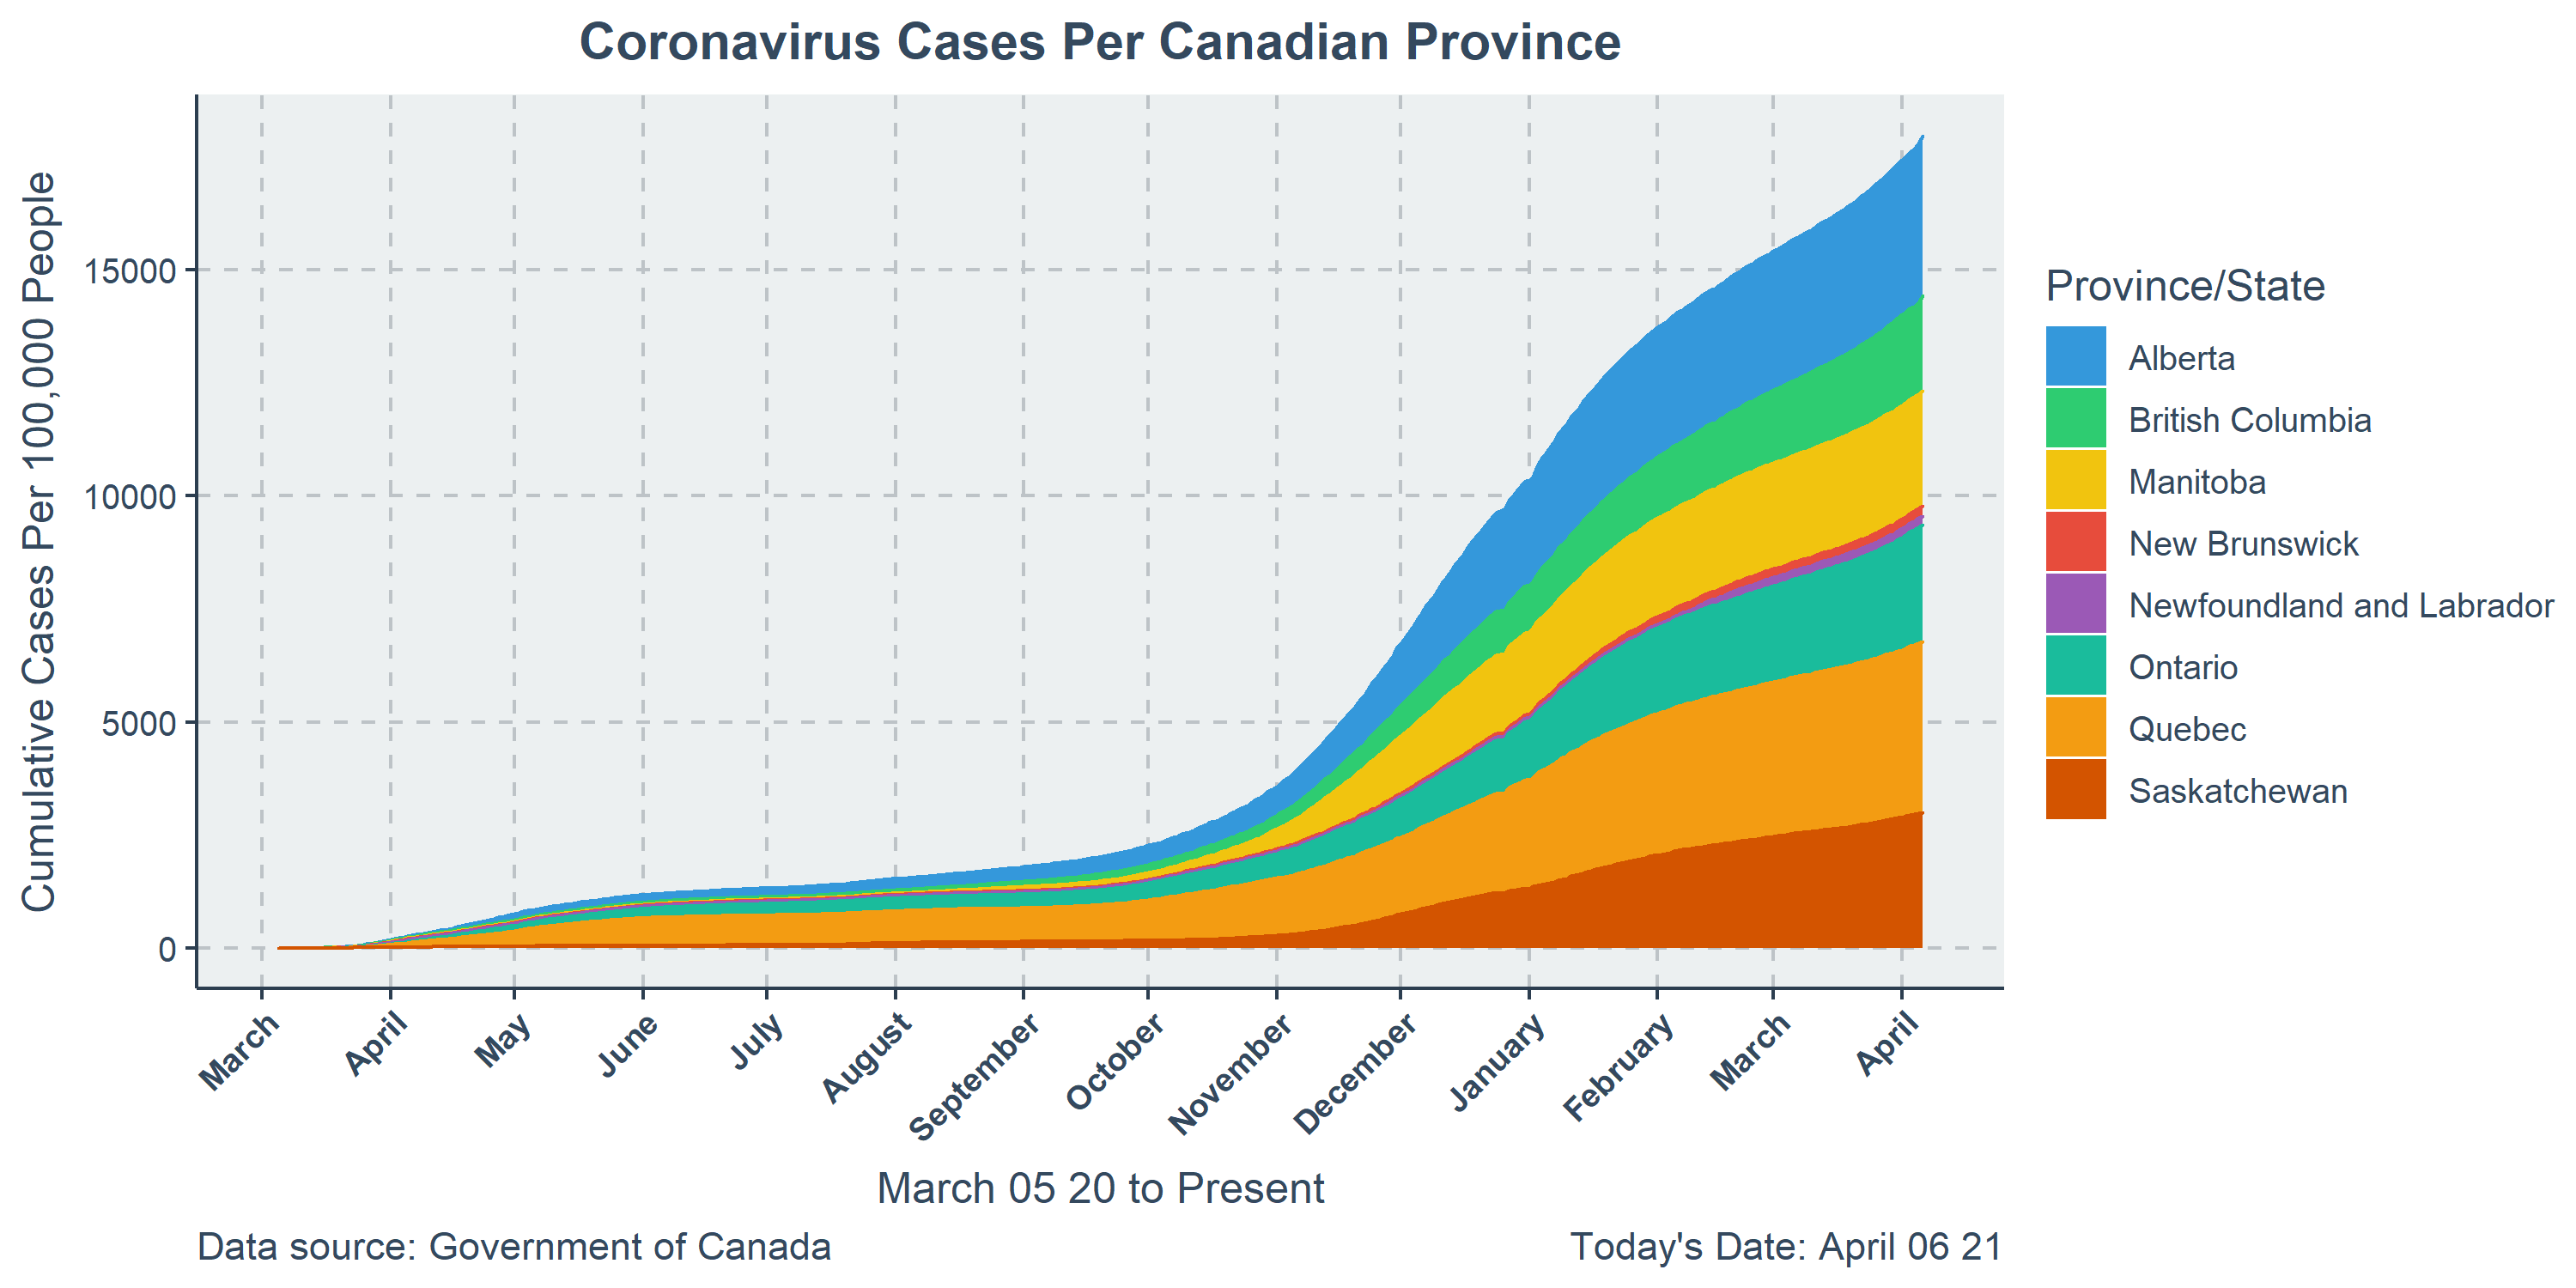 Coronavirus Cases Per Canadian Province
Cumulative Cases Per 100,000 People
15000
10000
5000
0
March
April
May
June
July
August
September
October
November
December
January
February
March
April
March 05 20 to Present
Data source: Government of Canada
Today's Date: April 06 21
Province/State
Alberta
British Columbia
Manitoba
New Brunswick
Newfoundland and Labrador
Ontario
Quebec
Saskatchewan